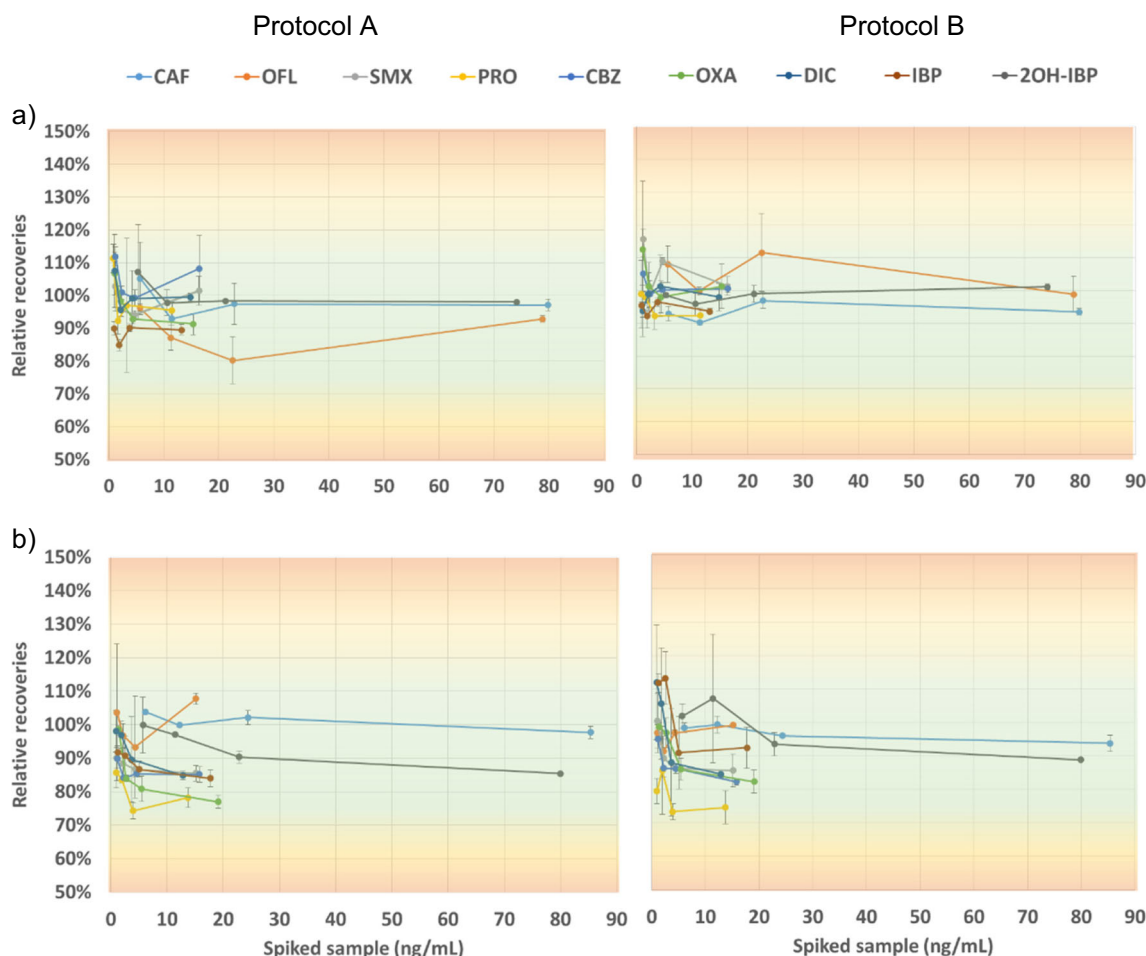 Protocol A Protocol B
CAF OFL SMX PRO CBZ OXA DIC IBP 2OH-IBP
a)
150%
140%
130%
120%
110%
100%
90%
80%
70%
60%
50%
Relative recoveries
0 10 20 30 40 50 60 70 80 90
0 10 20 30 40 50 60 70 80 90
b)
150%
140%
130%
120%
110%
100%
90%
80%
70%
60%
50%
Relative recoveries
0 10 20 30 40 50 60 70 80 90
0 10 20 30 40 50 60 70 80 90
Spiked sample (ng/mL) Spiked sample (ng/mL)